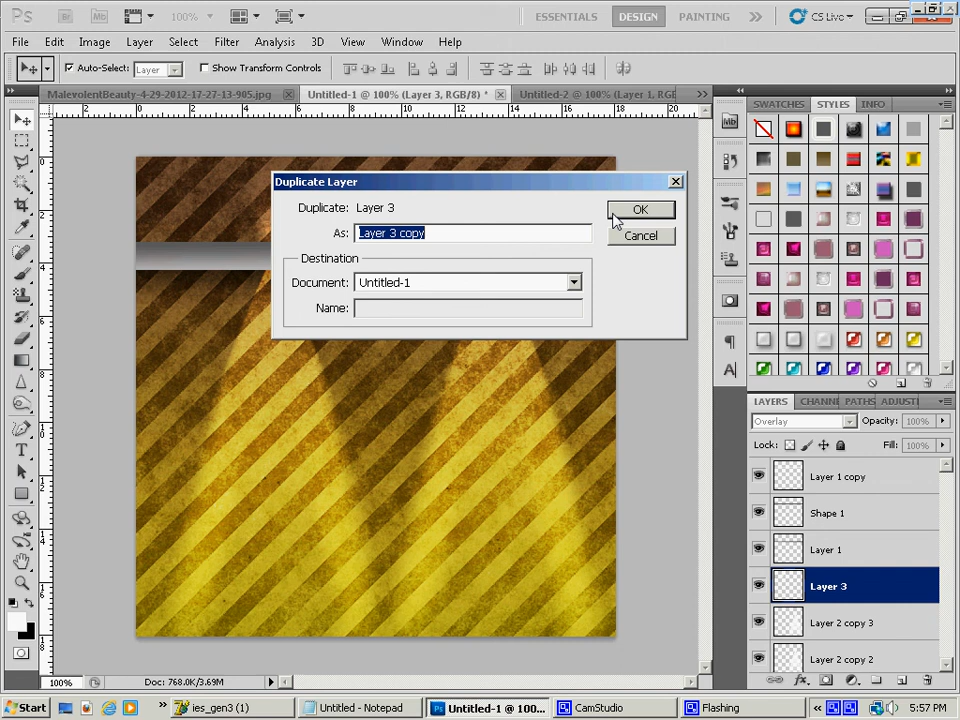 Ps Br Mb 100% ESSENTIALS DESIGN PAINTING CS Live
File Edit Image Layer Select Filter Analysis 3D View Window Help
Auto-Select: Layer Show Transform Controls
MalevolentBeauty-4-29-2012-17-27-13-905.jpg Untitled-1 @ 100% (Layer 3, RGB/8) * Untitled-2 @ 100% (Layer 1, RGB
SWATCHES STYLES INFO
Duplicate Layer
Duplicate: Layer 3
OK
As: Layer 3 copy
Cancel
Destination
Document: Untitled-1
Name:
LAYERS CHANN PATHS ADJUST
Overlay Opacity: 100%
Lock: Fill: 100%
Layer 1 copy
Shape 1
Layer 1
Layer 3
Layer 2 copy 3
Layer 2 copy 2
100% Doc: 768.0K/3.69M
Start ies_gen3 (1) Untitled - Notepad Untitled-1 @ 100... CamStudio Flashing 5:57 PM